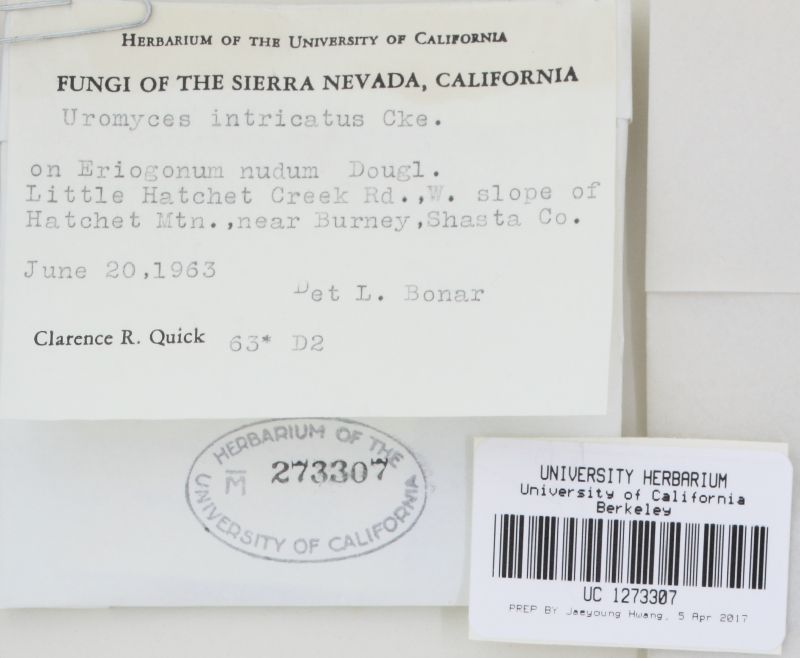 HERBARIUM OF THE UNIVERSITY OF CALIFORNIA
FUNGI OF THE SIERRA NEVADA, CALIFORNIA
Uromyces intricatus Cke.
on Eriogonum nudum Dougl.
Little Hatchet Creek Rd.,W. slope of
Hatchet Mtn.,near Burney,Shasta Co.
June 20,1963
Det L. Bonar
Clarence R. Quick 63* D2
HERBARIUM OF THE
M 273307
UNIVERSITY OF CALIFORNIA
UNIVERSITY HERBARIUM
University of California
Berkeley
UC 1273307
PREP BY Jaeyoung Hwang, 5 Apr 2017